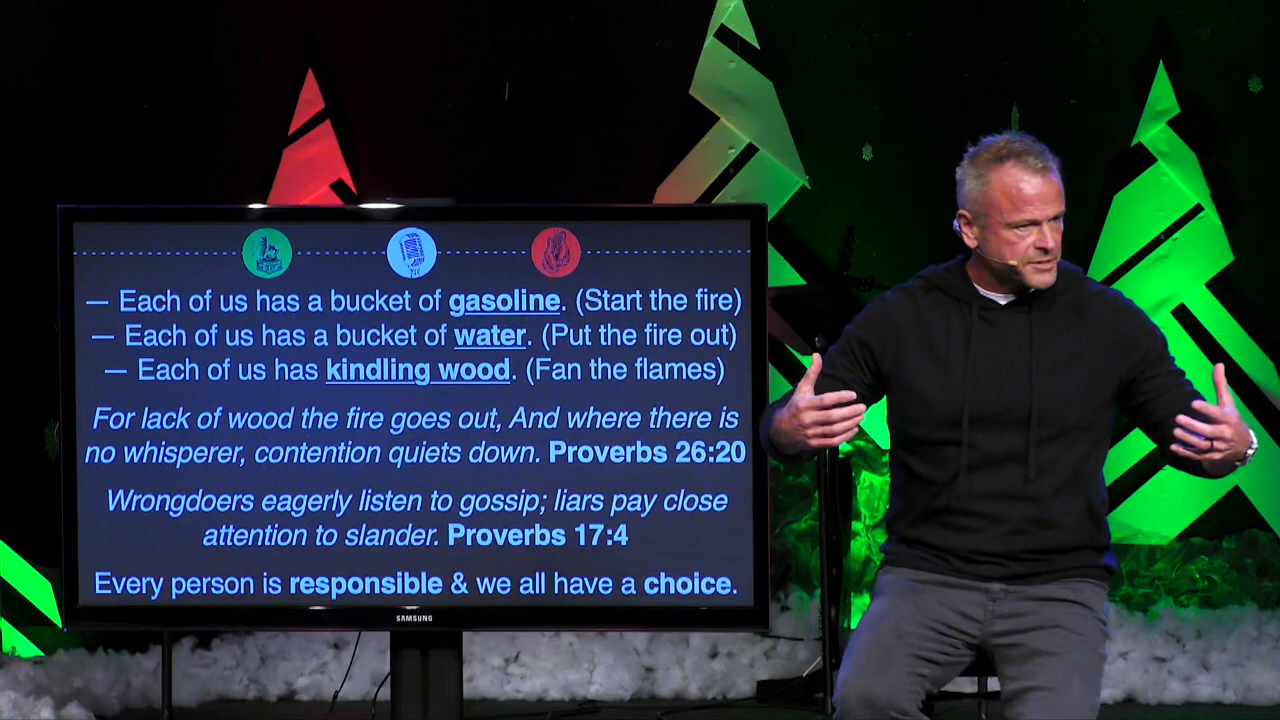 — Each of us has a bucket of gasoline. (Start the fire)
— Each of us has a bucket of water. (Put the fire out)
— Each of us has kindling wood. (Fan the flames)
For lack of wood the fire goes out, And where there is
no whisperer, contention quiets down. Proverbs 26:20
Wrongdoers eagerly listen to gossip; liars pay close
attention to slander. Proverbs 17:4
Every person is responsible & we all have a choice.
SAMSUNG